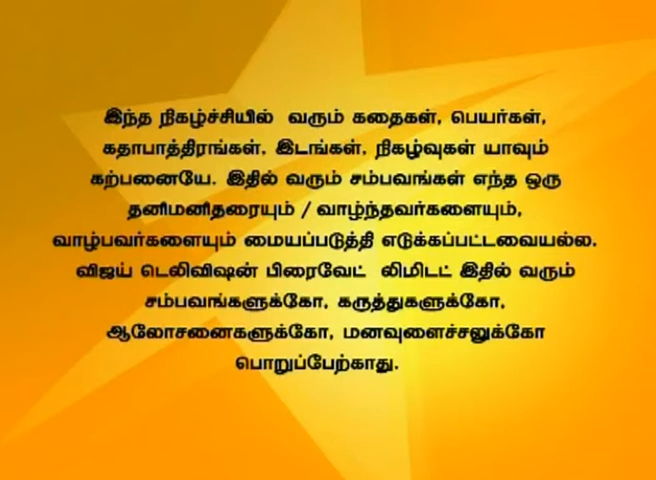 இந்த நிகழ்ச்சியில் வரும் கதைகள், பெயர்கள்,
கதாபாத்திரங்கள், இடங்கள், நிகழ்வுகள் யாவும்
கற்பனையே. இதில் வரும் சம்பவங்கள் எந்த ஒரு
தனிமனிதரையும் / வாழ்ந்தவர்களையும்,
வாழ்பவர்களையும் மையப்படுத்தி எடுக்கப்பட்டவையல்ல.
விஜய் டெலிவிஷன் பிரைவேட் லிமிடட் இதில் வரும்
சம்பவங்களுக்கோ, கருத்துகளுக்கோ,
ஆலோசனைகளுக்கோ, மனவுளைச்சலுக்கோ
பொறுப்பேற்காது.